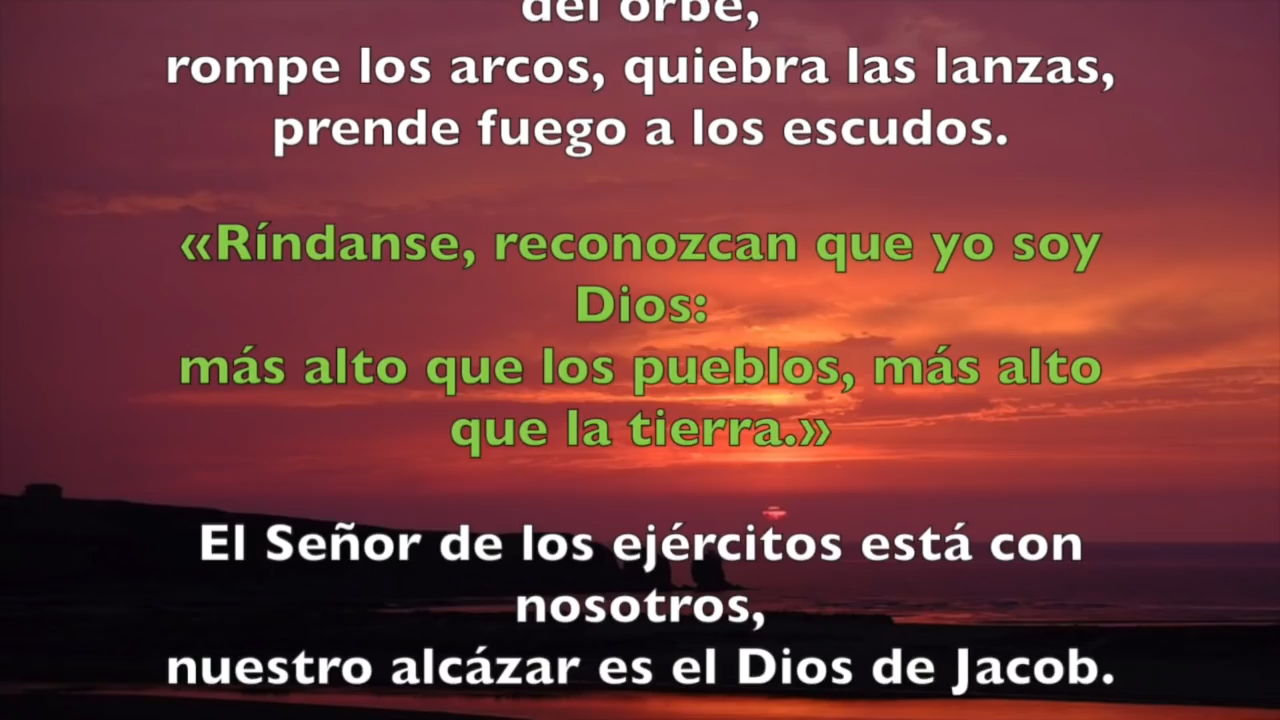 del orbe,
rompe los arcos, quiebra las lanzas,
prende fuego a los escudos.
«Ríndanse, reconozcan que yo soy
Dios:
más alto que los pueblos, más alto
que la tierra.»
El Señor de los ejércitos está con
nosotros,
nuestro alcázar es el Dios de Jacob.